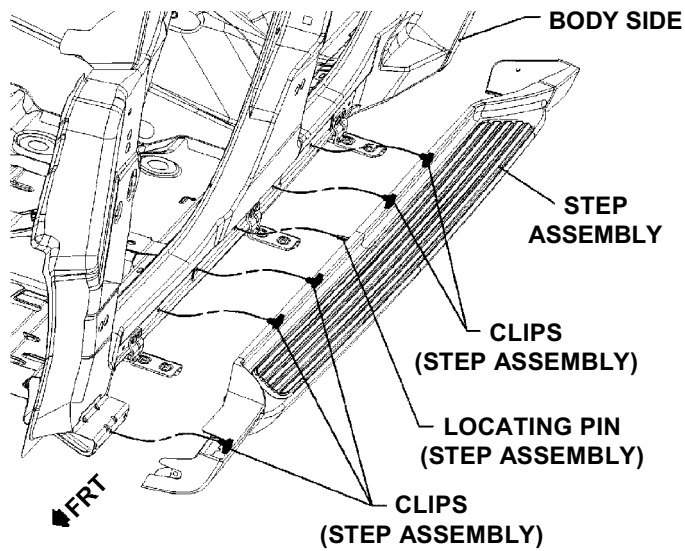 BODY SIDE
STEP
ASSEMBLY
CLIPS
(STEP ASSEMBLY)
LOCATING PIN
(STEP ASSEMBLY)
CLIPS
(STEP ASSEMBLY)
FRT